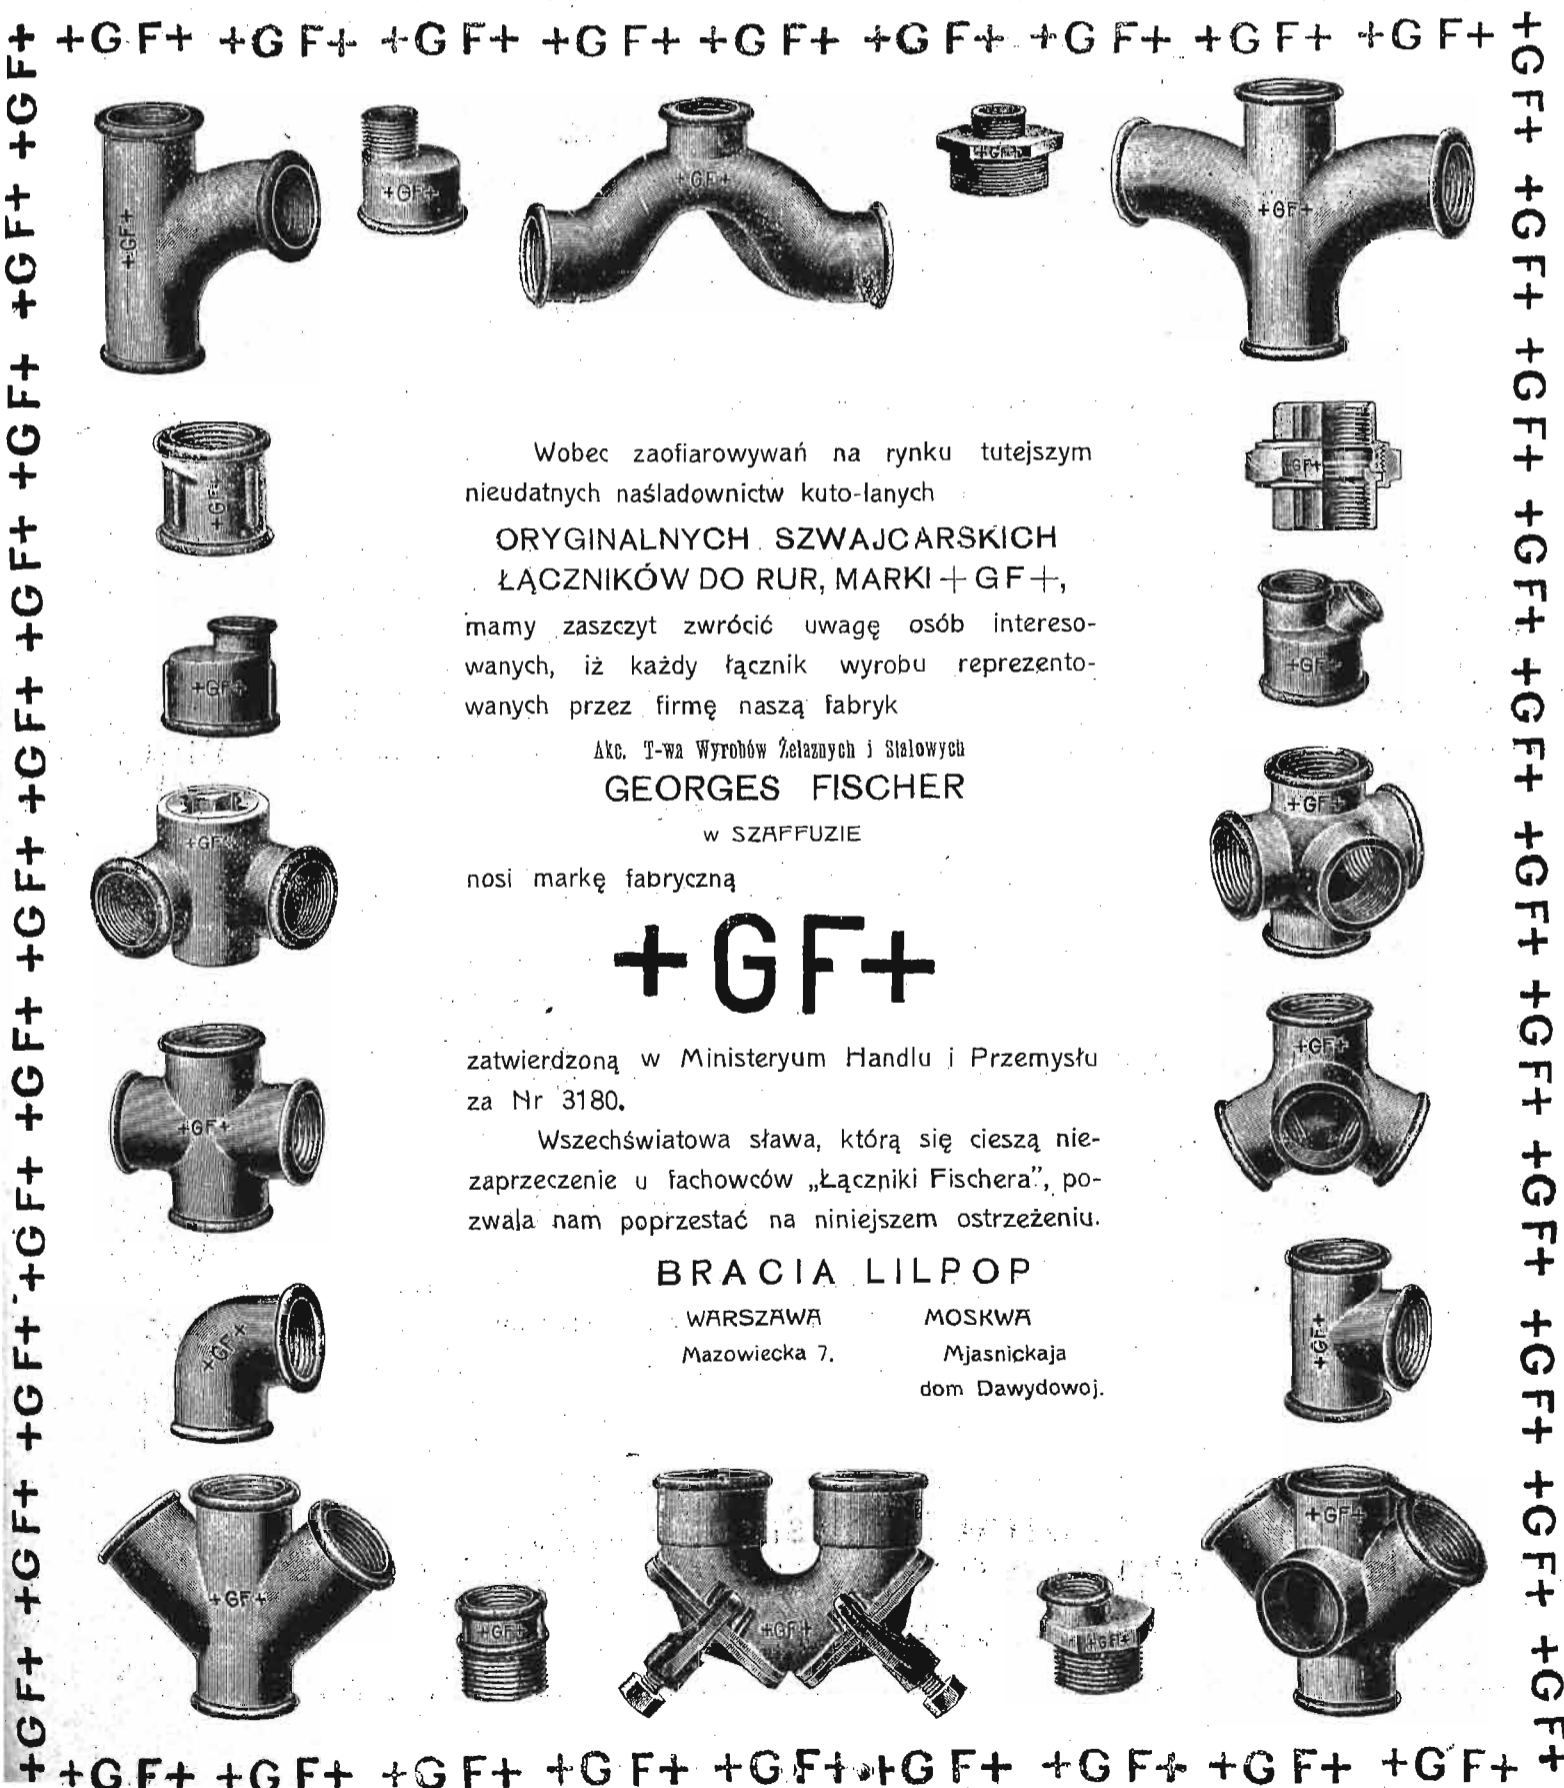 +GF+ +GF+ +GF+ +GF+ +GF+ +GF+ +GF+ +GF+ +GF+
Wobec zaofiarowywań na rynku tutejszym
nieudatnych naśladownictw kuto-lanych
ORYGINALNYCH SZWAJCARSKICH
ŁĄCZNIKÓW DO RUR, MARKI +GF+,
mamy zaszczyt zwrócić uwagę osób intereso-
wanych, iż każdy łącznik wyrobu reprezento-
wanych przez firmę naszą fabryk
Akc. T-wa Wyrobów Żelaznych i Stalowych
GEORGES FISCHER
w SZAFFUZIE
nosi markę fabryczną
+GF+
zatwierdzoną w Ministeryum Handlu i Przemysłu
za Nr 3180.
Wszechświatowa sława, którą się cieszą nie-
zaprzeczenie u fachowców „Łączniki Fischera", po-
zwala nam poprzestać na niniejszem ostrzeżeniu.
BRACIA LILPOP
WARSZAWA MOSKWA
Mazowiecka 7. Mjasnickaja
dom Dawydowoj.
+GF+ +GF+ +GF+ +GF+ +GF+ +GF+ +GF+ +GF+ +GF+